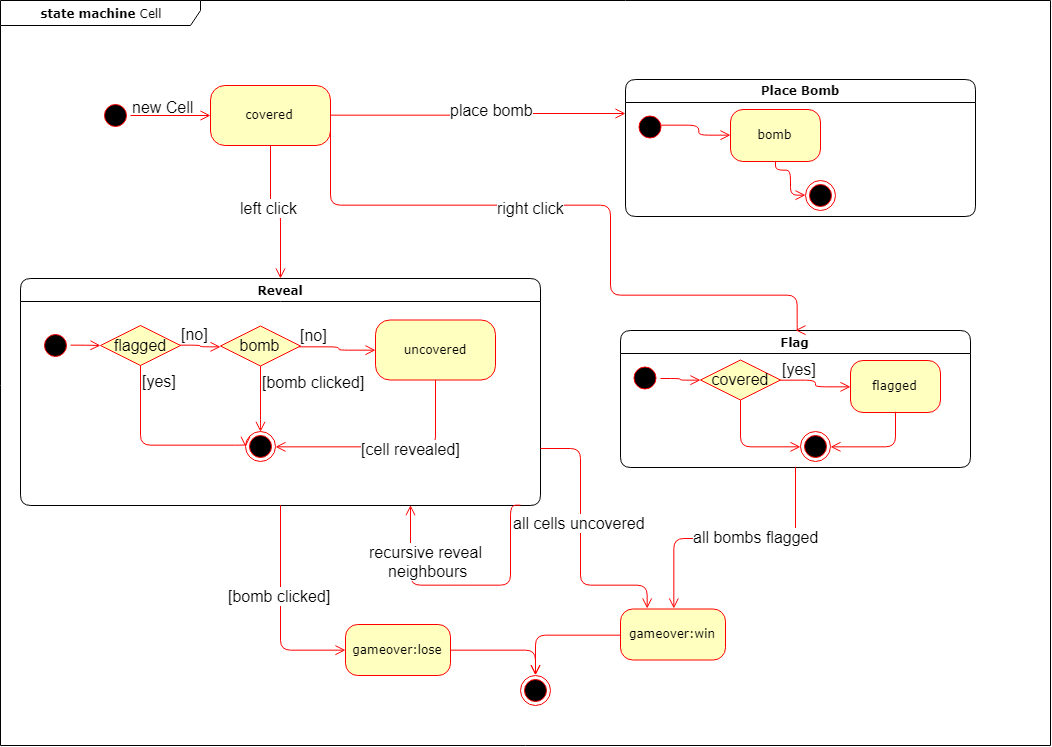 state machine Cell
Place Bomb
new Cell
covered
place bomb
bomb
left click
right click
Reveal
flagged
[no]
bomb
[no]
uncovered
[yes]
[bomb clicked]
[cell revealed]
Flag
covered
[yes]
flagged
all cells uncovered
all bombs flagged
recursive reveal
neighbours
[bomb clicked]
gameover:lose
gameover:win